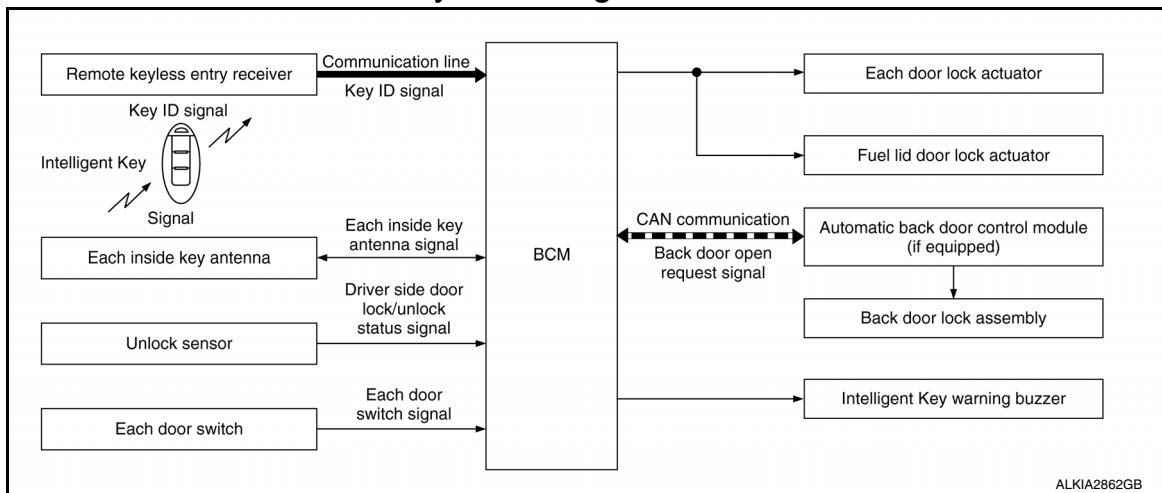 Remote keyless entry receiver
Communication line
Key ID signal
Key ID signal
Intelligent Key
Signal
Each inside key antenna
Each inside key
antenna signal
Unlock sensor
Driver side door
lock/unlock
status signal
Each door switch
Each door
switch signal
BCM
Each door lock actuator
Fuel lid door lock actuator
CAN communication
Back door open
request signal
Automatic back door control module
(if equipped)
Back door lock assembly
Intelligent Key warning buzzer
ALKIA2862GB